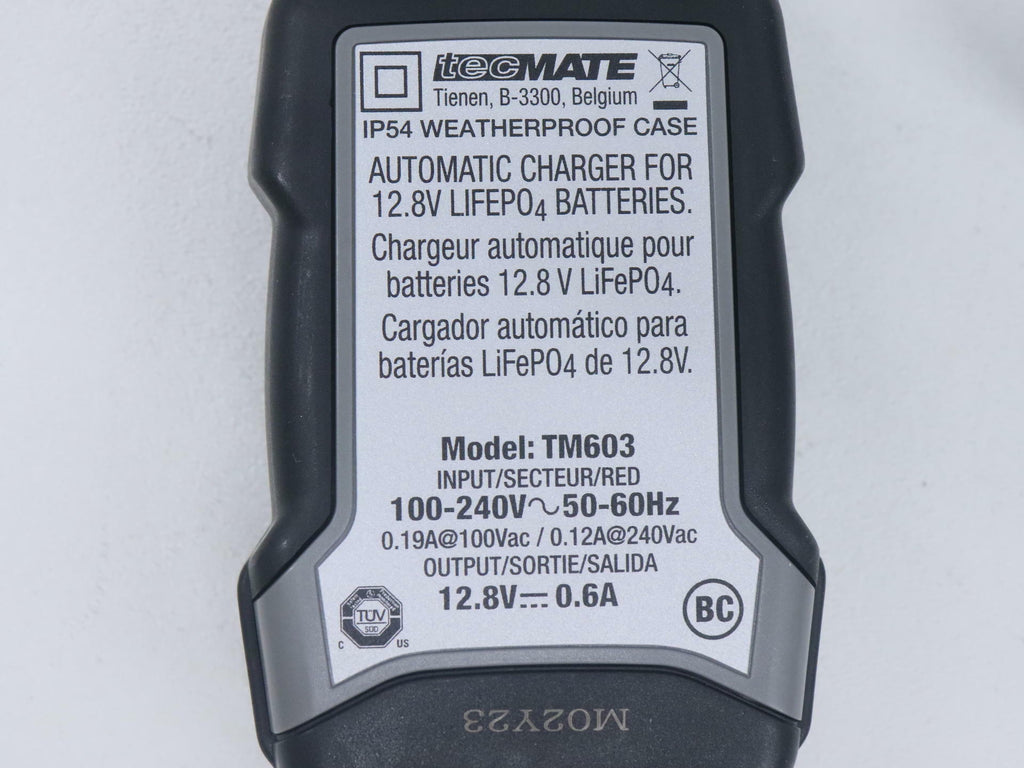 tecMATE
Tienen, B-3300, Belgium
IP54 WEATHERPROOF CASE
AUTOMATIC CHARGER FOR
12.8V LIFEPO4 BATTERIES.
Chargeur automatique pour
batteries 12.8 V LiFePO4.
Cargador automático para
baterías LiFePO4 de 12.8V.
Model: TM603
INPUT/SECTEUR/RED
100-240V~50-60Hz
0.19A@100Vac / 0.12A@240Vac
OUTPUT/SORTIE/SALIDA
12.8V⎓ 0.6A
TÜV
SÜD
C US
BC
M02Y23